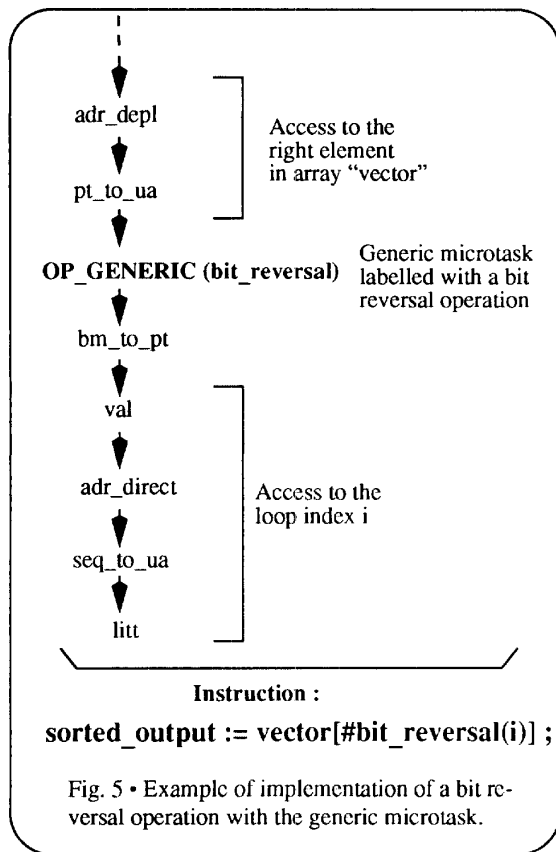 adr_depl
pt_to_ua
Access to the
right element
in array “vector”
OP_GENERIC (bit_reversal)
Generic microtask
labelled with a bit
reversal operation
bm_to_pt
val
adr_direct
seq_to_ua
litt
Access to the
loop index i
Instruction :
sorted_output := vector[#bit_reversal(i)] ;
Fig. 5 • Example of implementation of a bit re-
versal operation with the generic microtask.